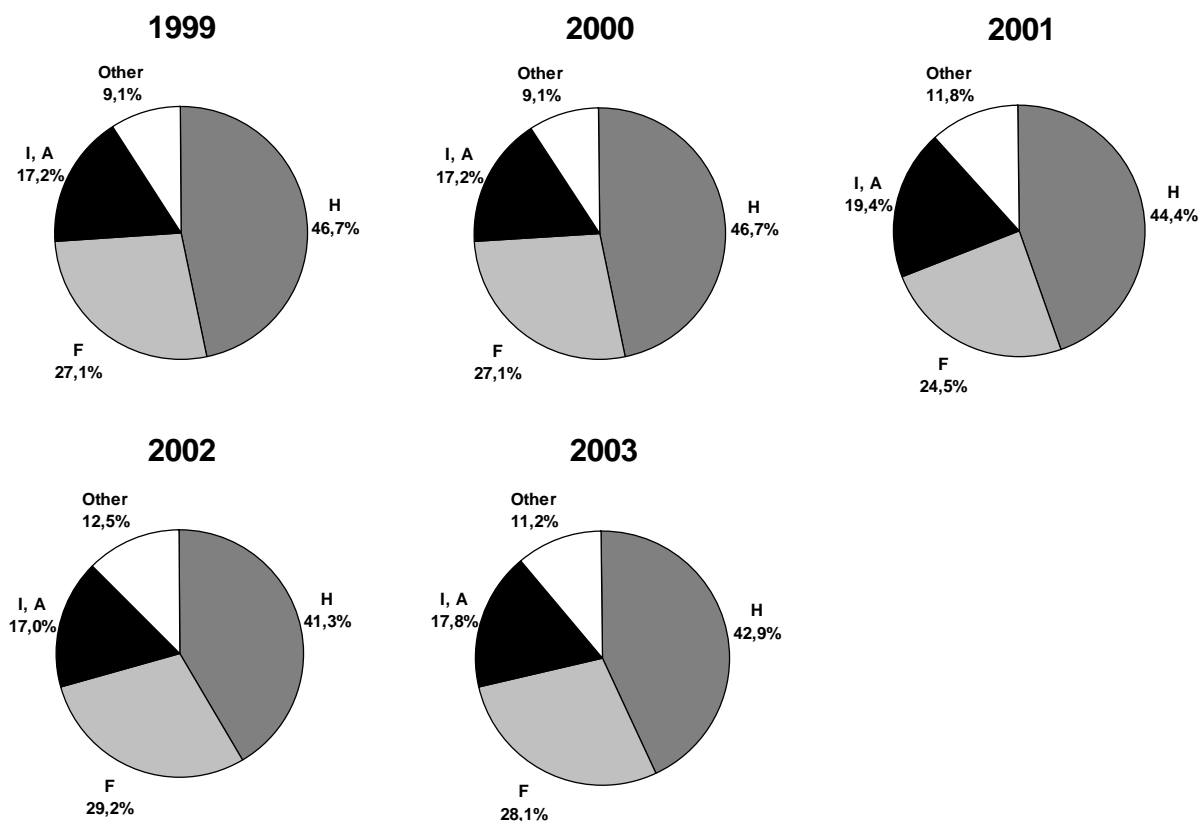 1999
Other
9,1%
I, A
17,2%
H
46,7%
F
27,1%
2000
Other
9,1%
I, A
17,2%
H
46,7%
F
27,1%
2001
Other
11,8%
I, A
19,4%
H
44,4%
F
24,5%
2002
Other
12,5%
I, A
17,0%
H
41,3%
F
29,2%
2003
Other
11,2%
I, A
17,8%
H
42,9%
F
28,1%